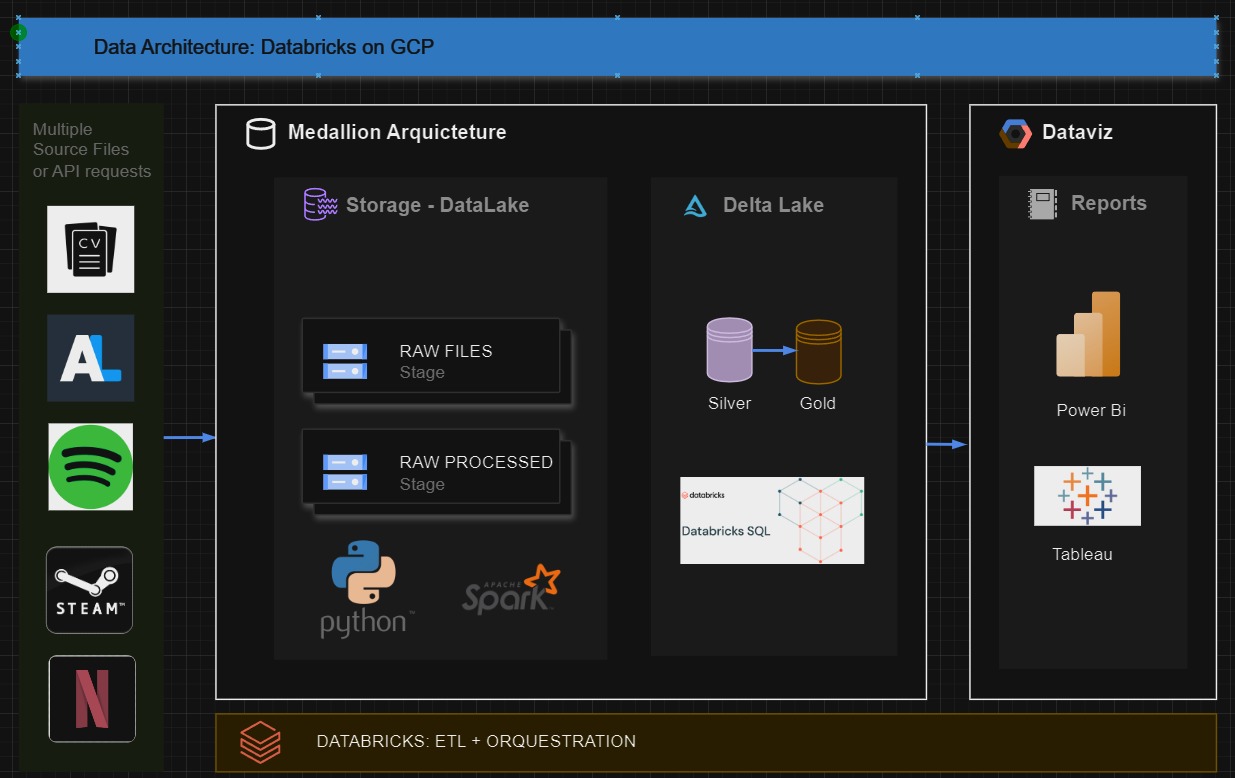 Data Architecture: Databricks on GCP
Multiple
Source Files
or API requests
CV
AL
STEAM™
N
Medallion Arquicteture
Storage - DataLake
RAW FILES
Stage
RAW PROCESSED
Stage
python™
APACHE
Spark™
Delta Lake
Silver
Gold
databricks
Databricks SQL
Dataviz
Reports
Power Bi
Tableau
DATABRICKS: ETL + ORQUESTRATION